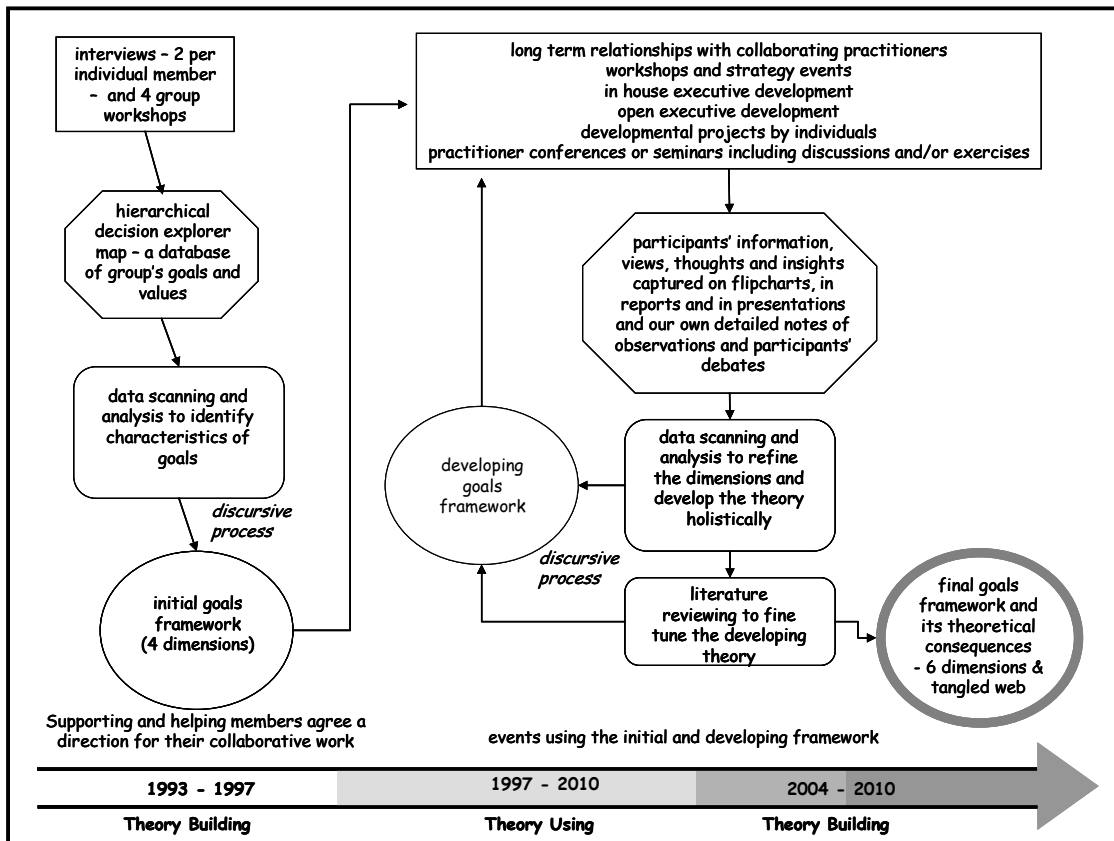 interviews – 2 per
individual member
– and 4 group
workshops
hierarchical
decision explorer
map – a database
of group's goals and
values
data scanning and
analysis to identify
characteristics of
goals
discursive
process
initial goals
framework
(4 dimensions)
Supporting and helping members agree a
direction for their collaborative work
long term relationships with collaborating practitioners
workshops and strategy events
in house executive development
open executive development
developmental projects by individuals
practitioner conferences or seminars including discussions and/or exercises
participants' information,
views, thoughts and insights
captured on flipcharts, in
reports and in presentations
and our own detailed notes of
observations and participants'
debates
data scanning and
analysis to refine
the dimensions and
develop the theory
holistically
developing
goals
framework
discursive
process
literature
reviewing to fine
tune the developing
theory
final goals
framework and
its theoretical
consequences
- 6 dimensions &
tangled web
events using the initial and developing framework
1993 - 1997
1997 - 2010
2004 - 2010
Theory Building
Theory Using
Theory Building